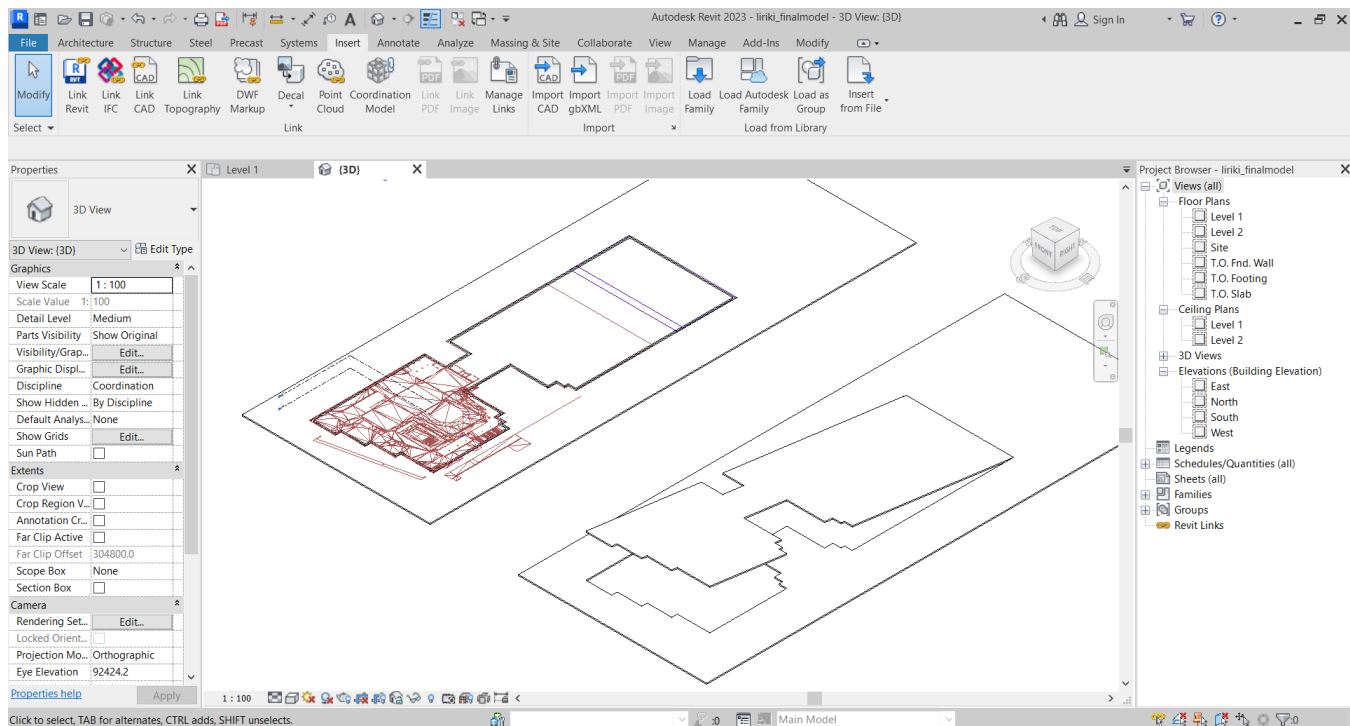 Autodesk Revit 2023 - liriki_finalmodel - 3D View: {3D}
Sign In
File Architecture Structure Steel Precast Systems Insert Annotate Analyze Massing & Site Collaborate View Manage Add-Ins Modify
Modify
Link Revit
Link IFC
Link CAD
Link Topography
DWF Markup
Decal
Point Cloud
Coordination Model
Link PDF
Link Image
Manage Links
Import CAD
Import gbXML
Import PDF
Import Image
Load Family
Load Autodesk Family
Load as Group
Insert from File
Select
Link
Import
Load from Library
Properties
3D View
3D View: {3D}
Edit Type
Graphics
View Scale 1 : 100
Scale Value 1: 100
Detail Level Medium
Parts Visibility Show Original
Visibility/Grap... Edit...
Graphic Displ... Edit...
Discipline Coordination
Show Hidden ... By Discipline
Default Analys... None
Show Grids Edit...
Sun Path
Extents
Crop View
Crop Region V...
Annotation Cr...
Far Clip Active
Far Clip Offset 304800.0
Scope Box None
Section Box
Camera
Rendering Set... Edit...
Locked Orient...
Projection Mo... Orthographic
Eye Elevation 92424.2
Properties help
Apply
Level 1
{3D}
TOP
FRONT
RIGHT
1 : 100
Project Browser - liriki_finalmodel
Views (all)
Floor Plans
Level 1
Level 2
Site
T.O. Fnd. Wall
T.O. Footing
T.O. Slab
Ceiling Plans
Level 1
Level 2
3D Views
Elevations (Building Elevation)
East
North
South
West
Legends
Schedules/Quantities (all)
Sheets (all)
Families
Groups
Revit Links
Click to select, TAB for alternates, CTRL adds, SHIFT unselects.
:0
Main Model
:0